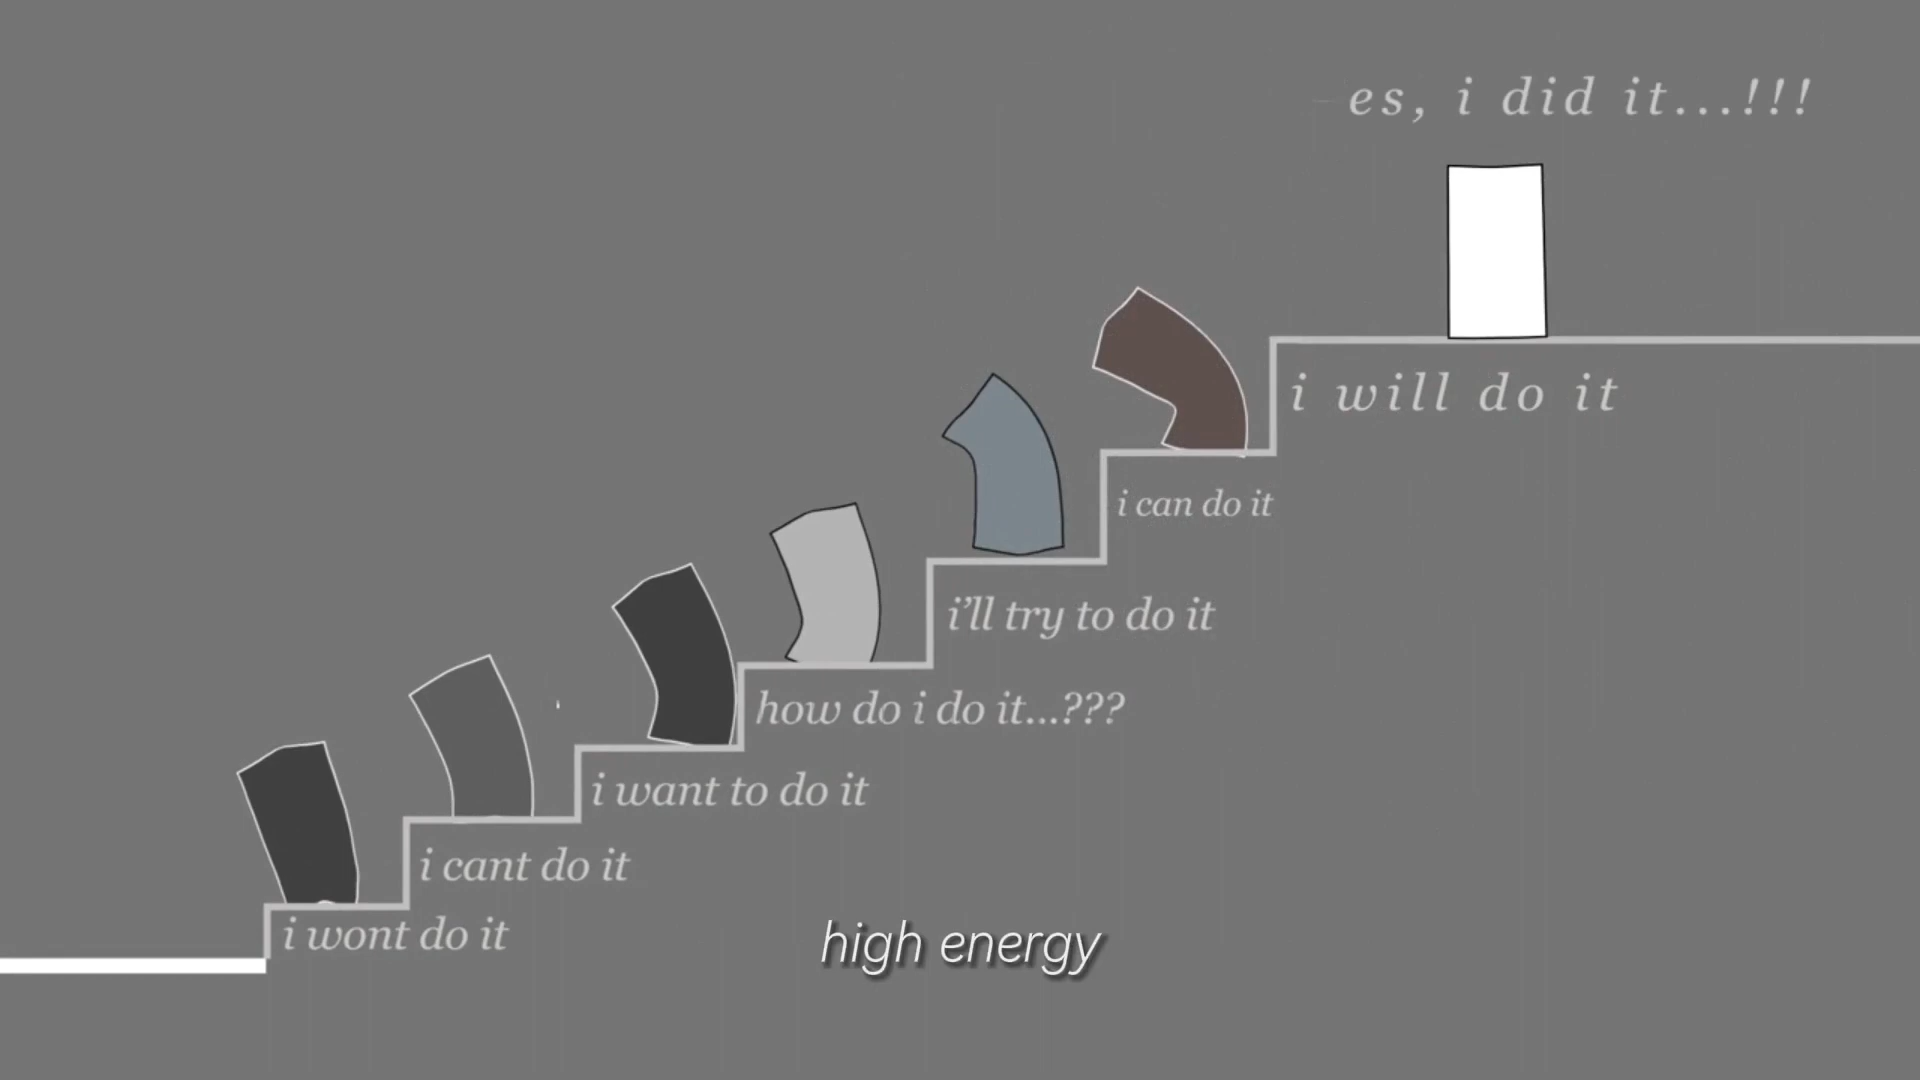 es, i did it...!!!
i will do it
i can do it
i'll try to do it
how do i do it...???
i want to do it
i cant do it
i wont do it
high energy